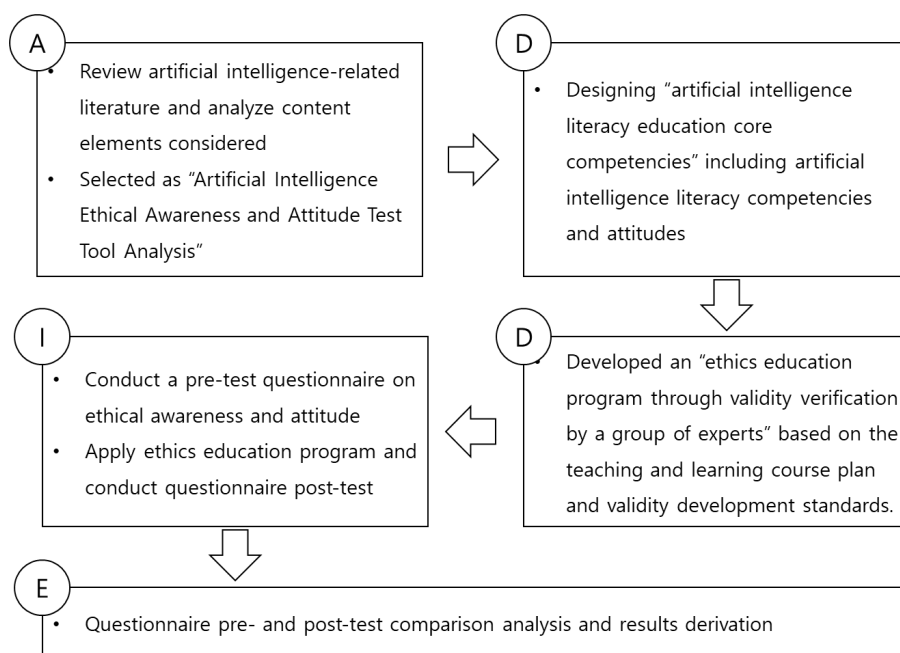 A
• Review artificial intelligence-related
literature and analyze content
elements considered
• Selected as “Artificial Intelligence
Ethical Awareness and Attitude Test
Tool Analysis”
D
• Designing “artificial intelligence
literacy education core
competencies” including artificial
intelligence literacy competencies
and attitudes
D
• Developed an “ethics education
program through validity verification
by a group of experts” based on the
teaching and learning course plan
and validity development standards.
I
• Conduct a pre-test questionnaire on
ethical awareness and attitude
• Apply ethics education program and
conduct questionnaire post-test
E
• Questionnaire pre- and post-test comparison analysis and results derivation